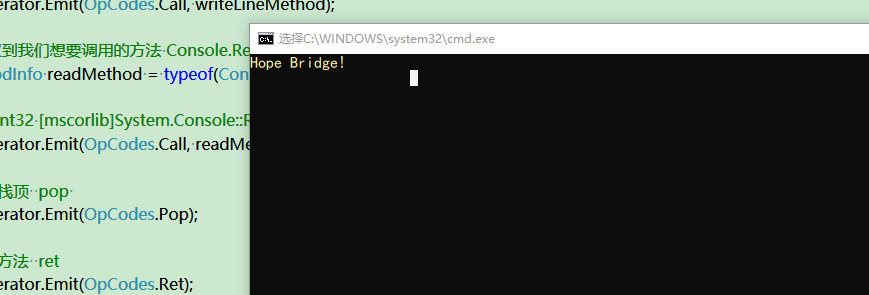 erator.Emit(OpCodes.Call, writeLineMethod);
到我们想要调用的方法 Console.Re
odInfo readMethod = typeof(Con
nt32 [mscorlib]System.Console::R
erator.Emit(OpCodes.Call, readMe
栈顶 pop
erator.Emit(OpCodes.Pop);
方法 ret
erator.Emit(OpCodes.Ret);
选择C:\WINDOWS\system32\cmd.exe
Hope Bridge!